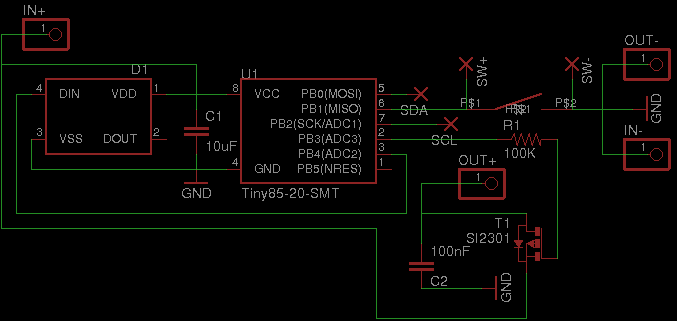 IN+
1
D1
4 DIN VDD 1
3 VSS DOUT 2
U1
8 VCC PB0(MOSI) 5
PB1(MISO) 6
PB2(SCK/ADC1) 7
PB3(ADC3) 2
PB4(ADC2) 3
4 GND PB5(NRES) 1
Tiny85-20-SMT
C1
10uF
GND
SDA
SCL
SW+
SW-
P$1
P$2
R1
100K
OUT-
1
GND
IN-
1
OUT+
1
T1
SI2301
100nF
C2
GND